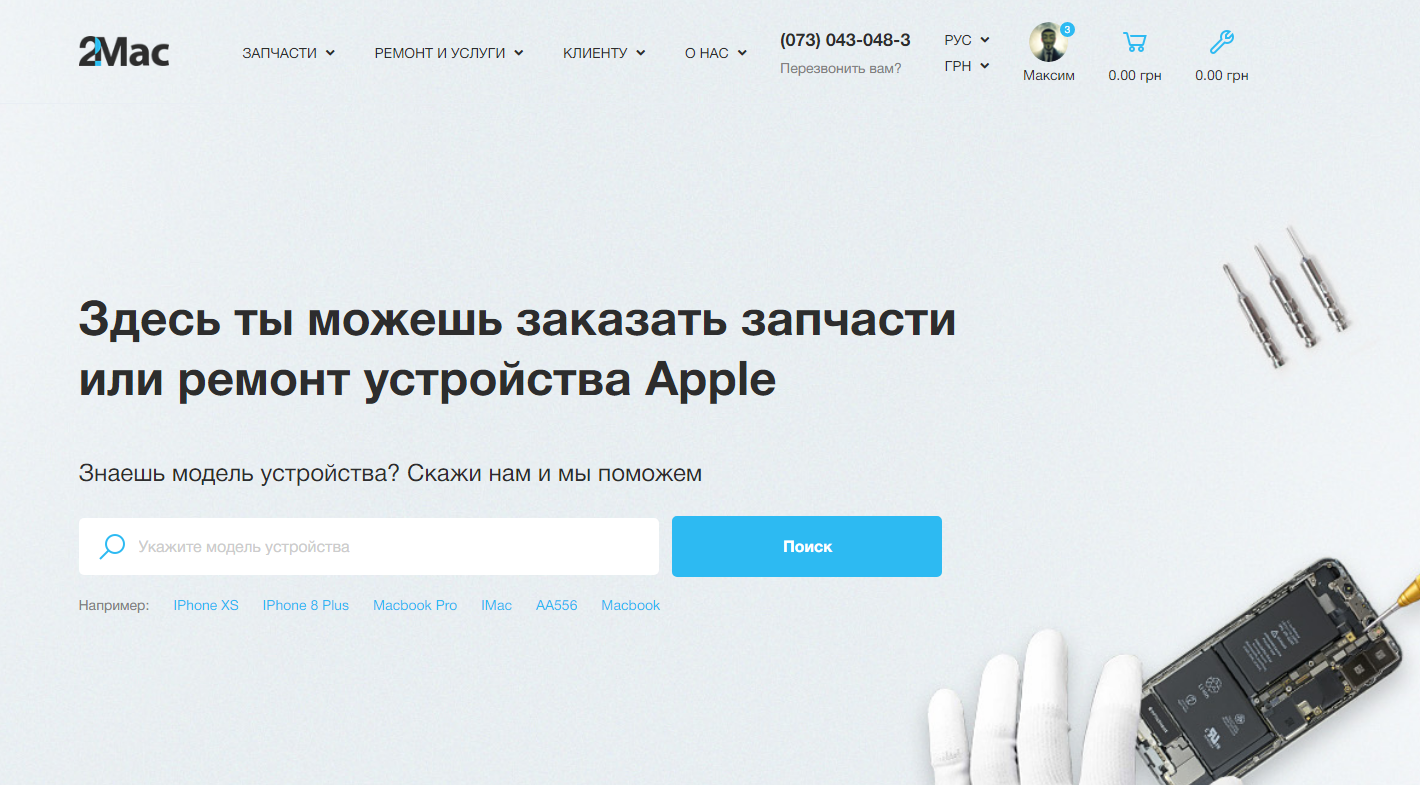 2Mac
ЗАПЧАСТИ
РЕМОНТ И УСЛУГИ
КЛИЕНТУ
О НАС
(073) 043-048-3
Перезвонить вам?
РУС
ГРН
3
Максим
0.00 грн
0.00 грн
Здесь ты можешь заказать запчасти
или ремонт устройства Apple
Знаешь модель устройства? Скажи нам и мы поможем
Укажите модель устройства
Поиск
Например: IPhone XS IPhone 8 Plus Macbook Pro IMac AA556 Macbook